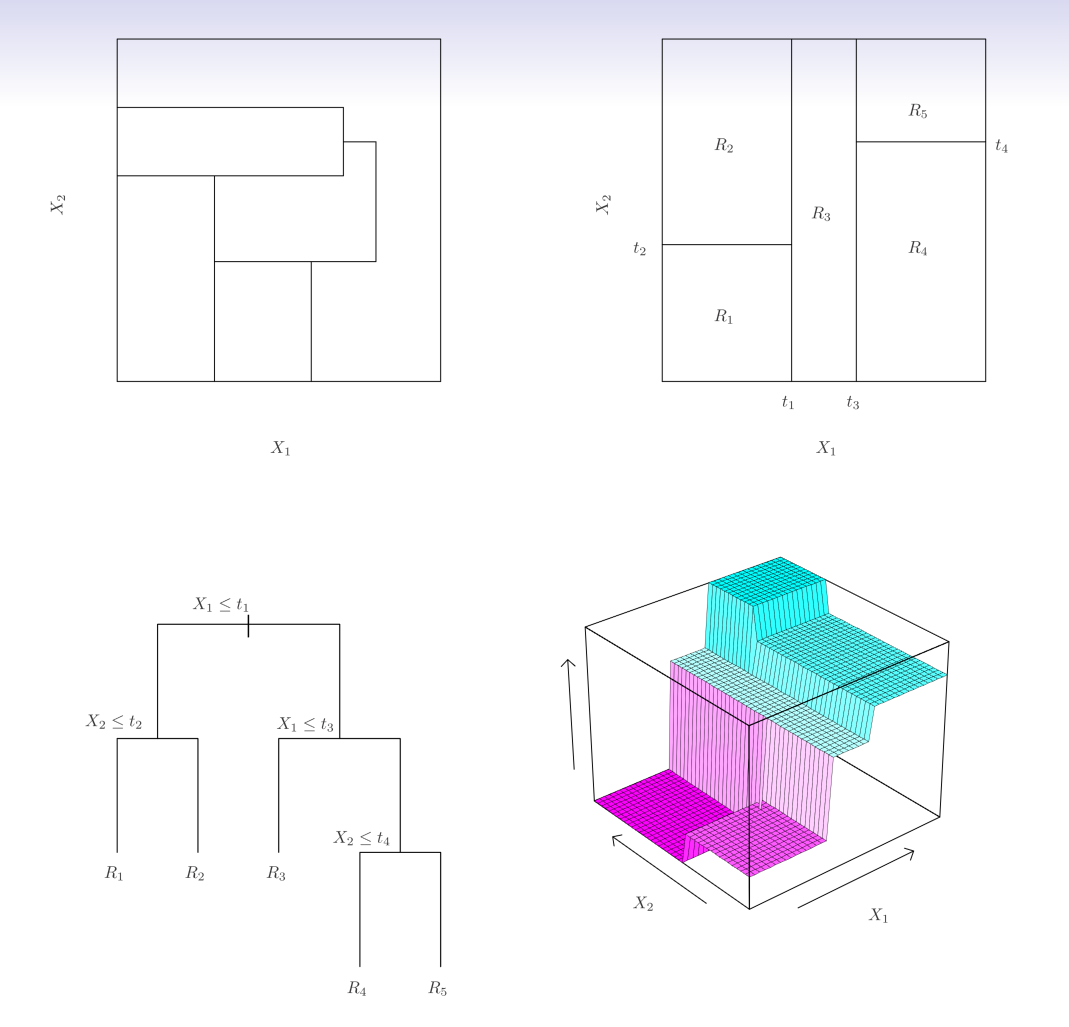 X₂
X₁
R₂
R₅
t₄
X₂
R₃
t₂
R₄
R₁
t₁
t₃
X₁
X₁ ≤ t₁
X₂ ≤ t₂
X₁ ≤ t₃
X₂ ≤ t₄
R₁
R₂
R₃
R₄
R₅
X₂
X₁